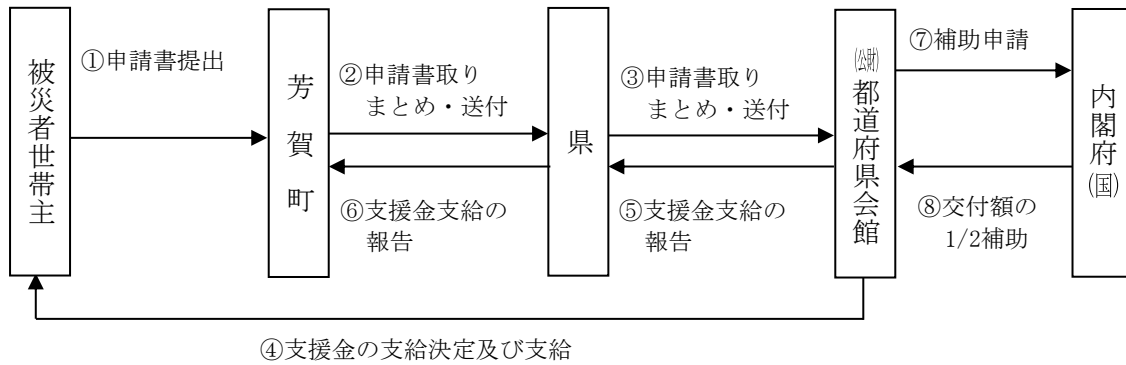 被災者世帯主
①申請書提出
芳賀町
②申請書取り
まとめ・送付
⑥支援金支給の
報告
県
③申請書取り
まとめ・送付
⑤支援金支給の
報告
㈶都道府県会館
⑦補助申請
⑧交付額の
1/2補助
内閣府(国)
④支援金の支給決定及び支給